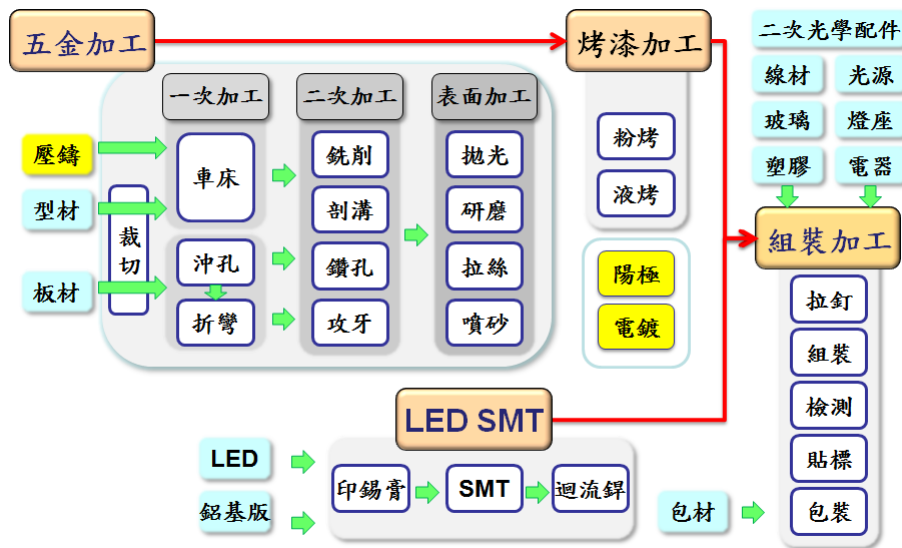 五金加工
烤漆加工
二次光學配件
線材
光源
玻璃
燈座
塑膠
電器
一次加工
二次加工
表面加工
壓鑄
型材
板材
裁切
車床
沖孔
折彎
銑削
剖溝
鑽孔
攻牙
拋光
研磨
拉絲
噴砂
粉烤
液烤
陽極
電鍍
組裝加工
拉釘
組裝
檢測
貼標
包裝
包材
LED SMT
LED
鋁基版
印錫膏
SMT
迴流銲